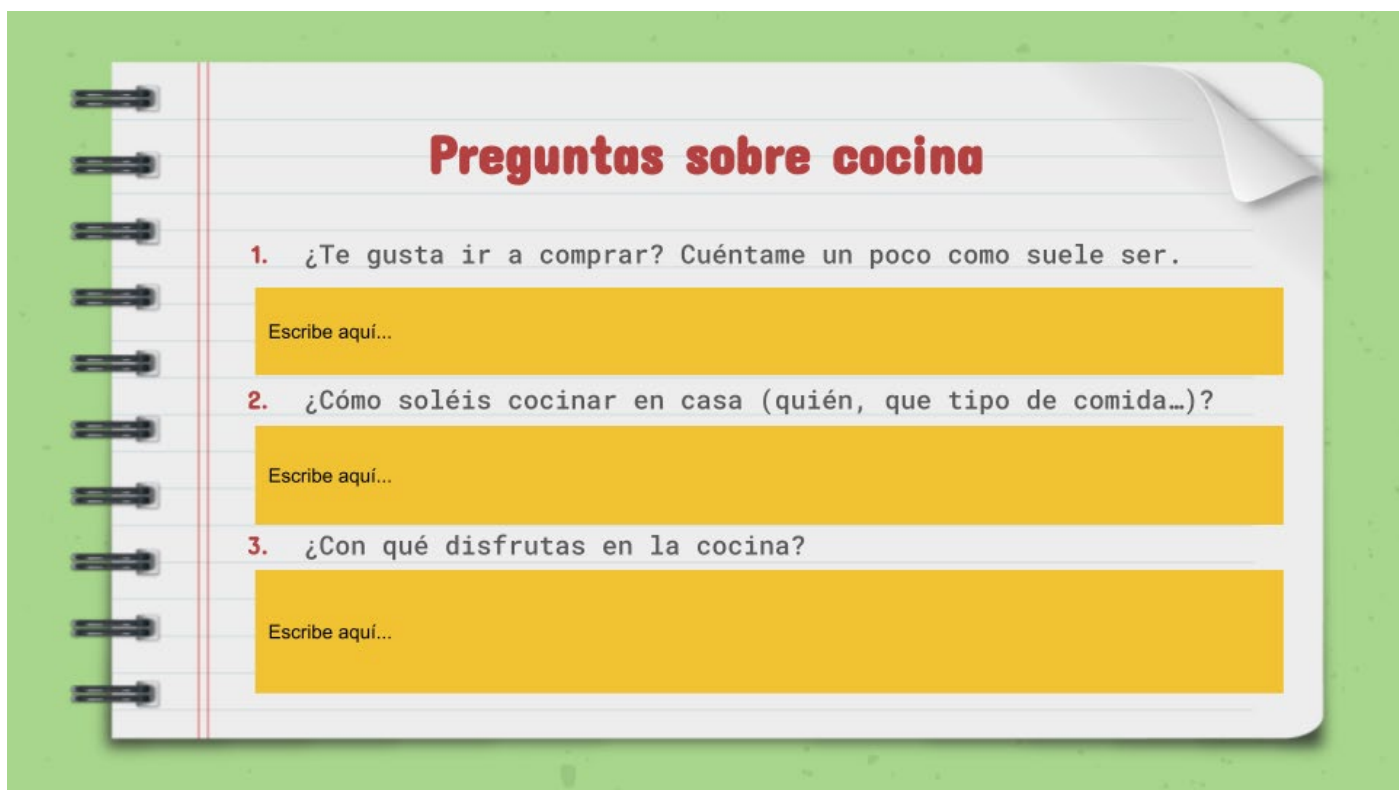 Preguntas sobre cocina
1. ¿Te gusta ir a comprar? Cuéntame un poco como suele ser.
Escribe aquí...
2. ¿Cómo soléis cocinar en casa (quién, que tipo de comida…)?
Escribe aquí...
3. ¿Con qué disfrutas en la cocina?
Escribe aquí...